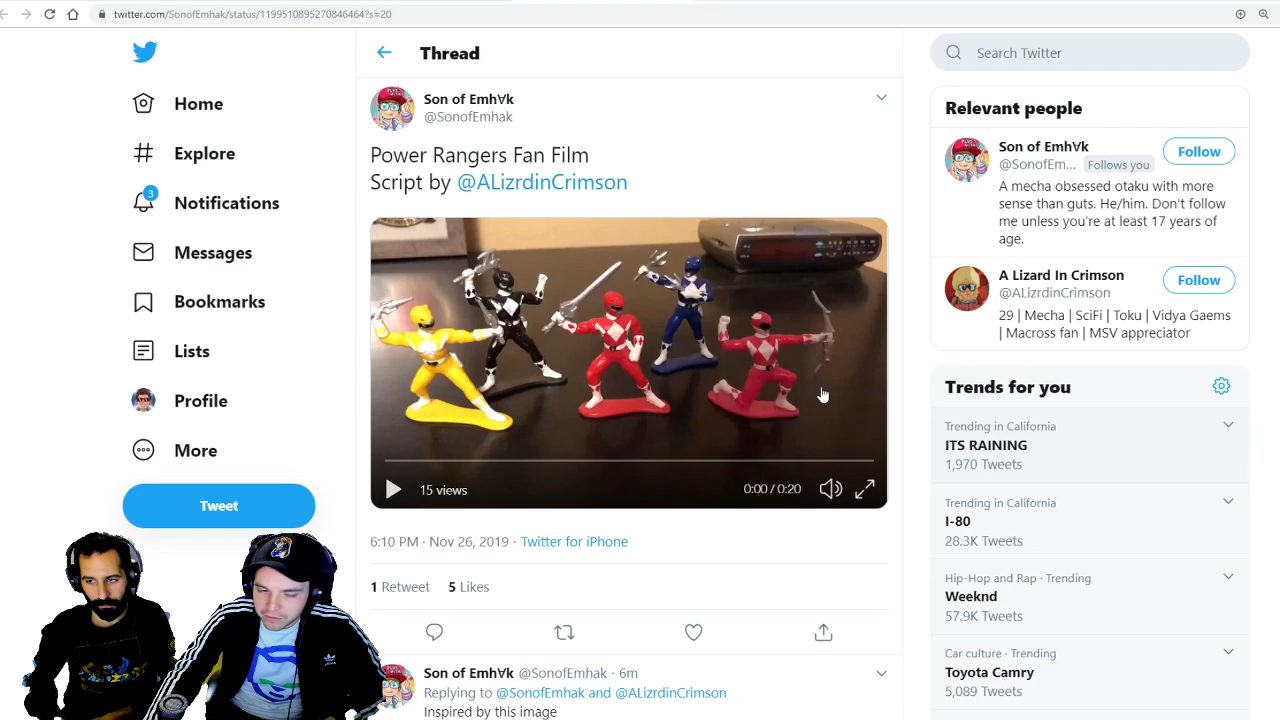 twitter.com/SonofEmhak/status/1199510895270846464?s=20
Home
Explore
3
Notifications
Messages
Bookmarks
Lists
Profile
More
Tweet
Thread
Son of Emh∀k
@SonofEmhak
Power Rangers Fan Film
Script by @ALizrdinCrimson
15 views
0:00 / 0:20
6:10 PM · Nov 26, 2019 · Twitter for iPhone
1 Retweet 5 Likes
Son of Emh∀k @SonofEmhak · 6m
Replying to @SonofEmhak and @ALizrdinCrimson
Inspired by this image
Search Twitter
Relevant people
Son of Emh∀k
@SonofEm... Follows you
Follow
A mecha obsessed otaku with more
sense than guts. He/him. Don't follow
me unless you're at least 17 years of
age.
A Lizard In Crimson
@ALizrdinCrimson
Follow
29 | Mecha | SciFi | Toku | Vidya Gaems
| Macross fan | MSV appreciator
Trends for you
Trending in California
ITS RAINING
1,970 Tweets
Trending in California
I-80
28.3K Tweets
Hip-Hop and Rap · Trending
Weeknd
57.9K Tweets
Car culture · Trending
Toyota Camry
5,089 Tweets